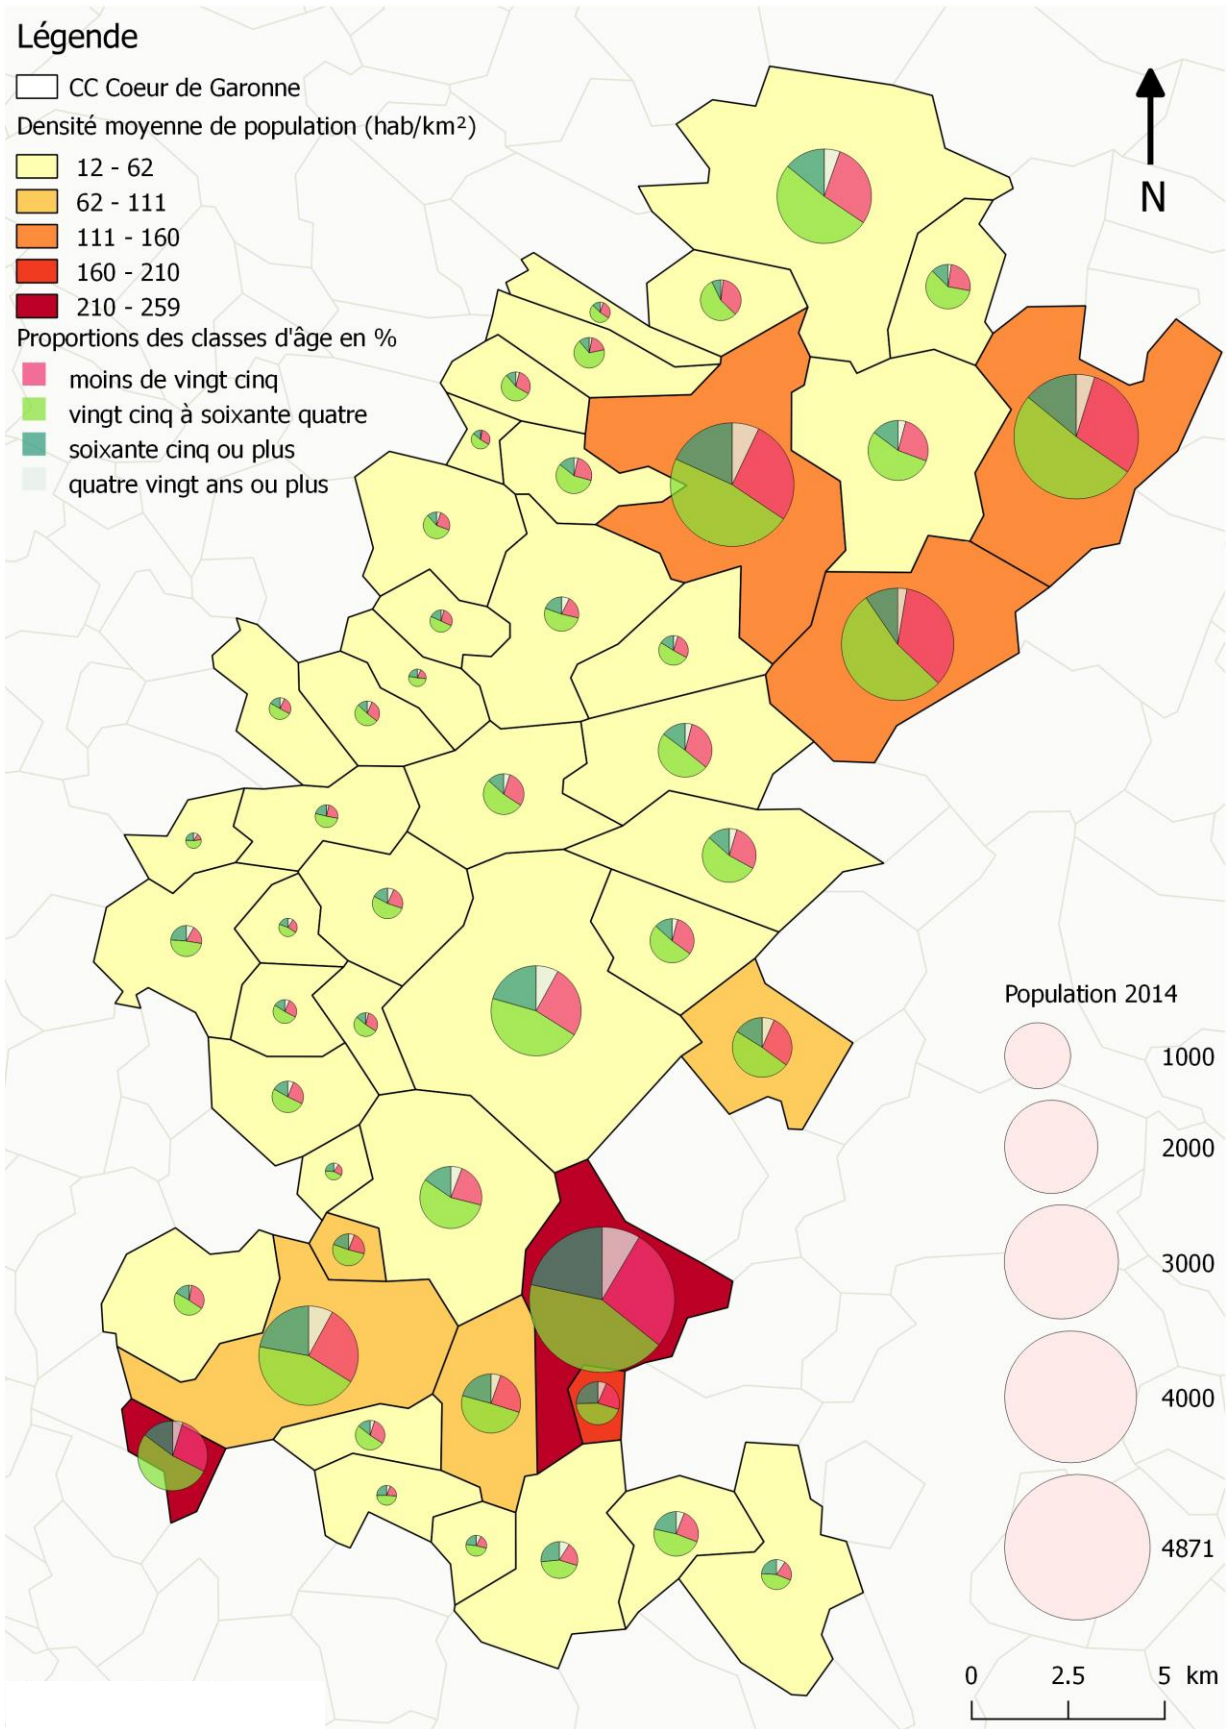 Légende
CC Coeur de Garonne
Densité moyenne de population (hab/km²)
12 - 62
62 - 111
111 - 160
160 - 210
210 - 259
Proportions des classes d'âge en %
moins de vingt cinq
vingt cinq à soixante quatre
soixante cinq ou plus
quatre vingt ans ou plus
N
Population 2014
1000
2000
3000
4000
4871
0 2.5 5 km